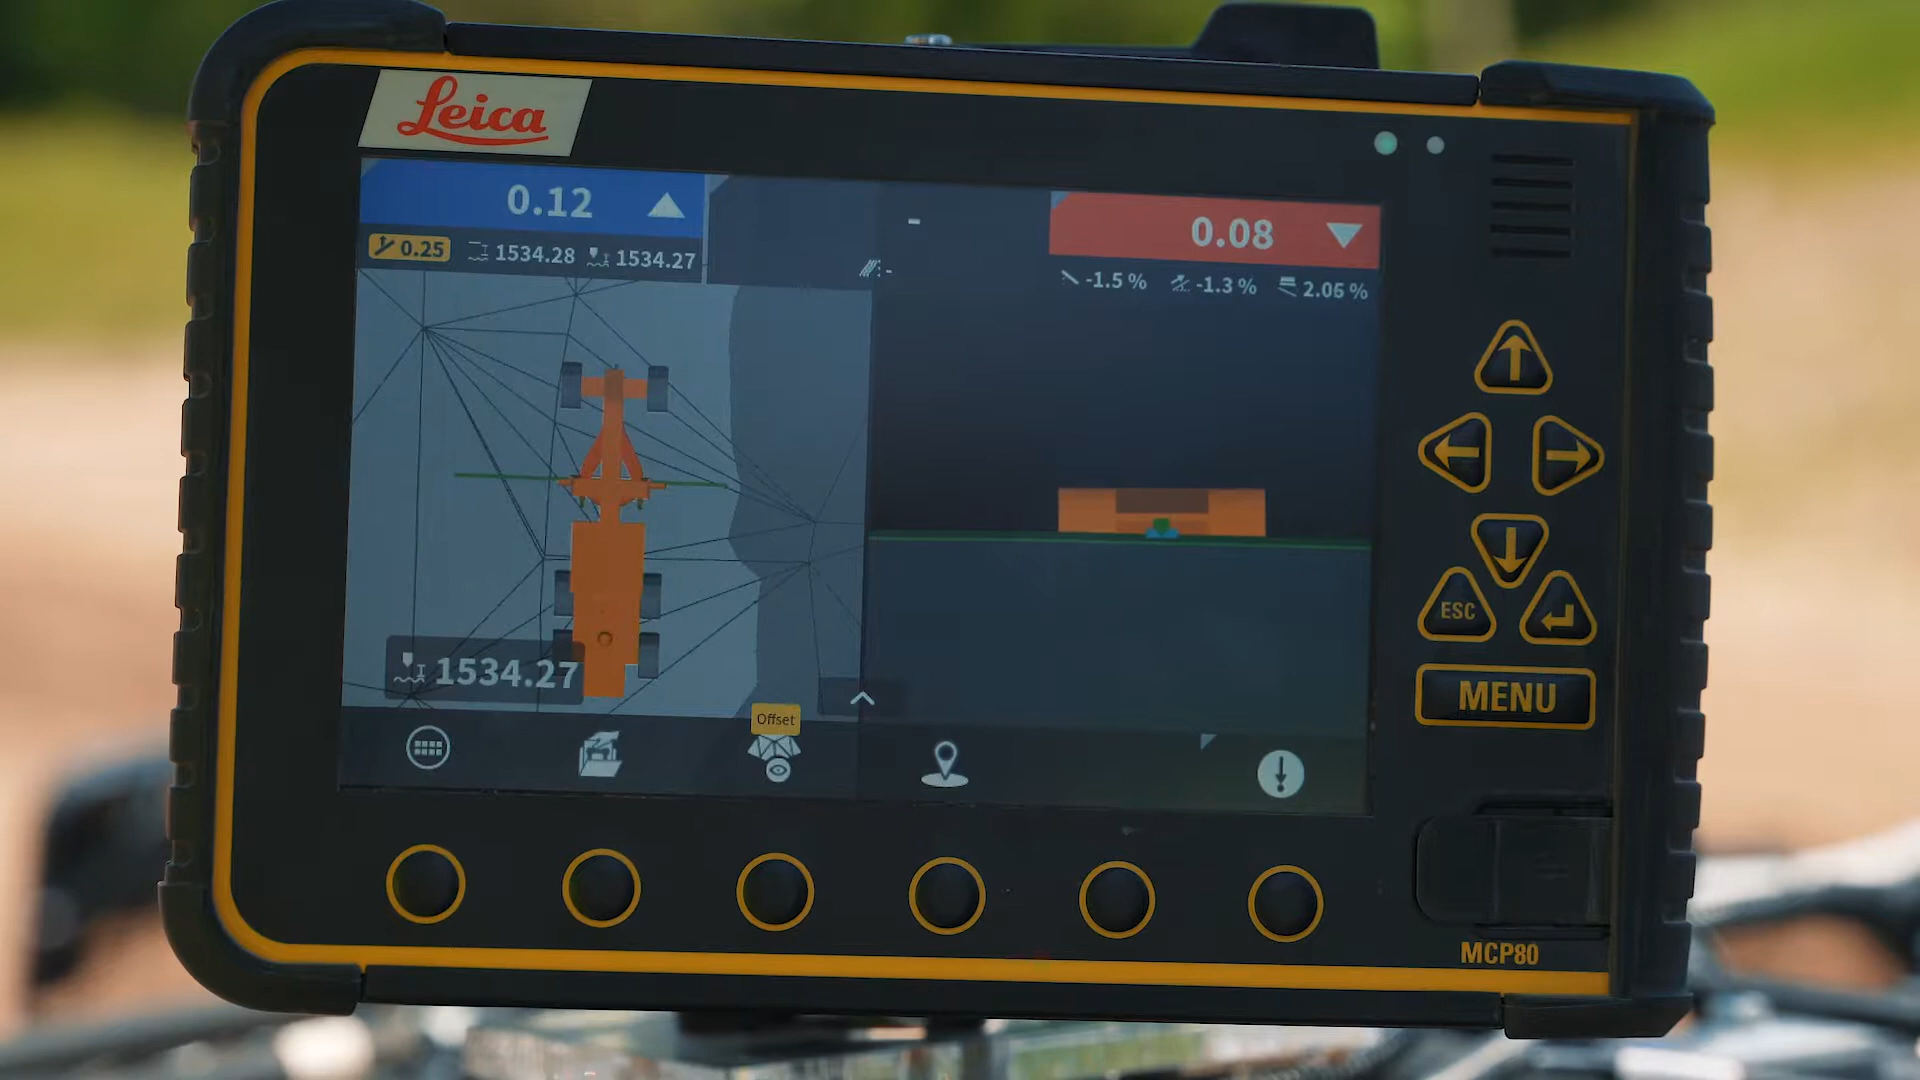 Leica
0.12
-
0.08
0.25 1534.28 1534.27
-
-1.5 % -1.3 % 2.05 %
1534.27
Offset
ESC
MENU
MCP80